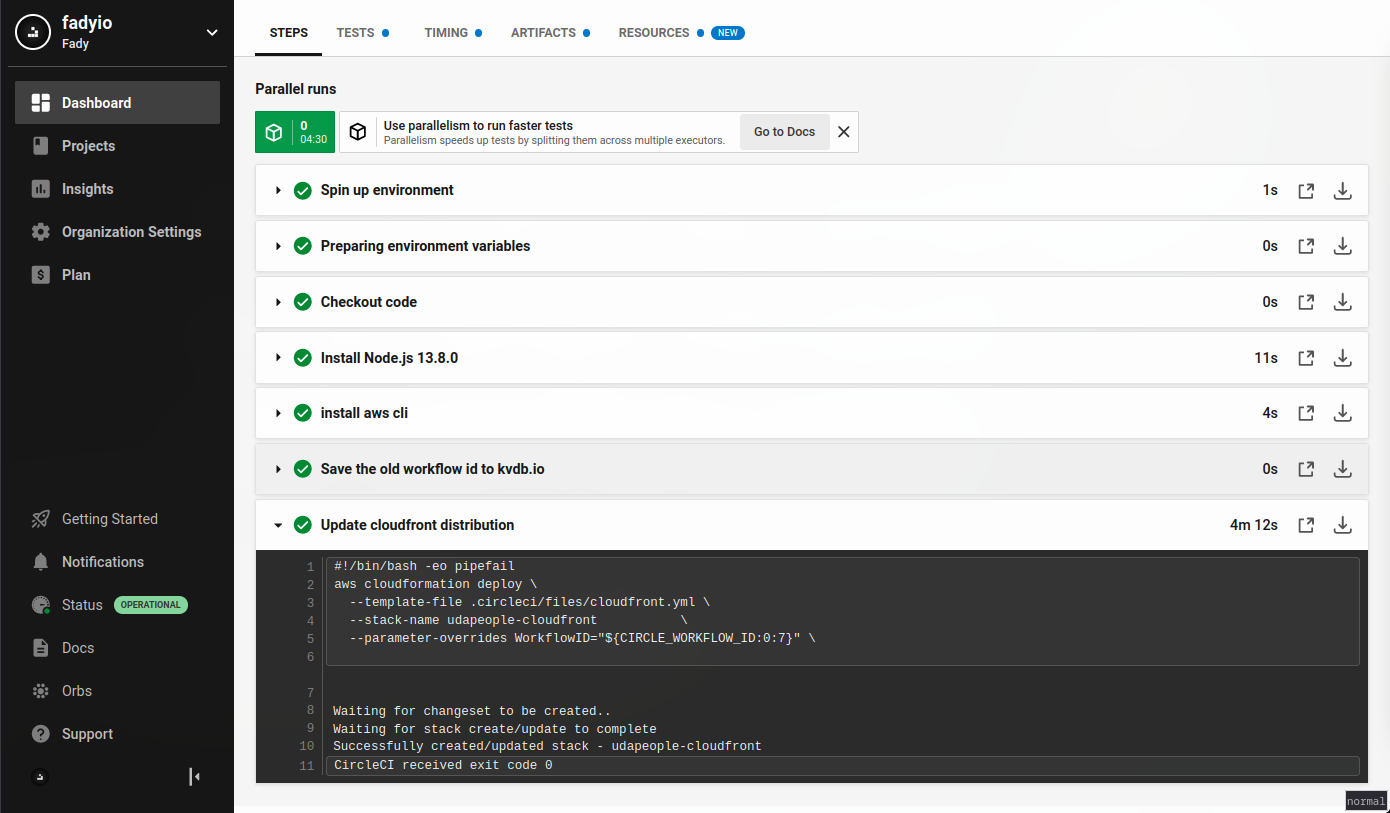 fadyio
Fady
Dashboard
Projects
Insights
Organization Settings
Plan
Getting Started
Notifications
Status OPERATIONAL
Docs
Orbs
Support
STEPS TESTS TIMING ARTIFACTS RESOURCES NEW
Parallel runs
0
04:30
Use parallelism to run faster tests
Parallelism speeds up tests by splitting them across multiple executors.
Go to Docs
Spin up environment 1s
Preparing environment variables 0s
Checkout code 0s
Install Node.js 13.8.0 11s
install aws cli 4s
Save the old workflow id to kvdb.io 0s
Update cloudfront distribution 4m 12s
1 #!/bin/bash -eo pipefail
2 aws cloudformation deploy \
3 --template-file .circleci/files/cloudfront.yml \
4 --stack-name udapeople-cloudfront \
5 --parameter-overrides WorkflowID="${CIRCLE_WORKFLOW_ID:0:7}" \
6
7
8 Waiting for changeset to be created..
9 Waiting for stack create/update to complete
10 Successfully created/updated stack - udapeople-cloudfront
11 CircleCI received exit code 0
normal